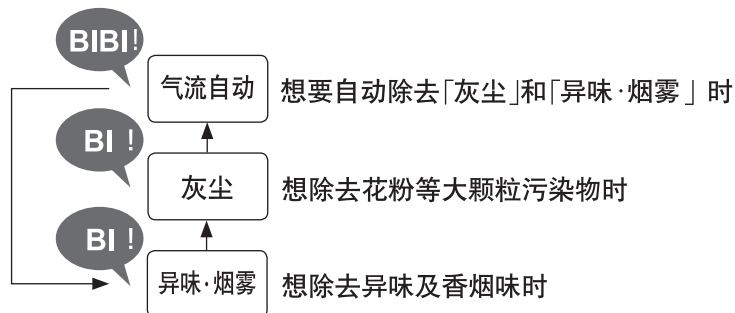 BIBI!
气流自动 想要自动除去「灰尘」和「异味·烟雾」时
BI !
灰尘 想除去花粉等大颗粒污染物时
BI !
异味·烟雾 想除去异味及香烟味时